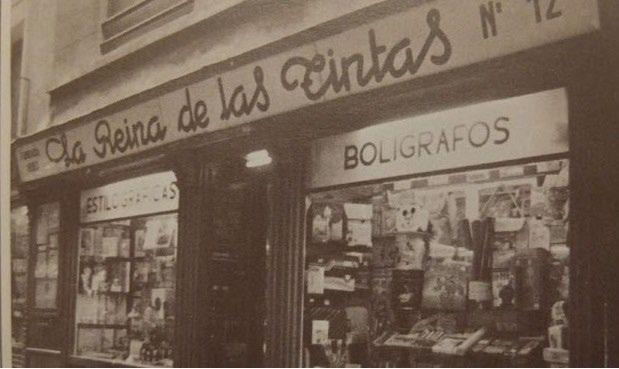 La Reina de las Tintas Nº 12
ESTILOGRAFICAS
BOLIGRAFOS